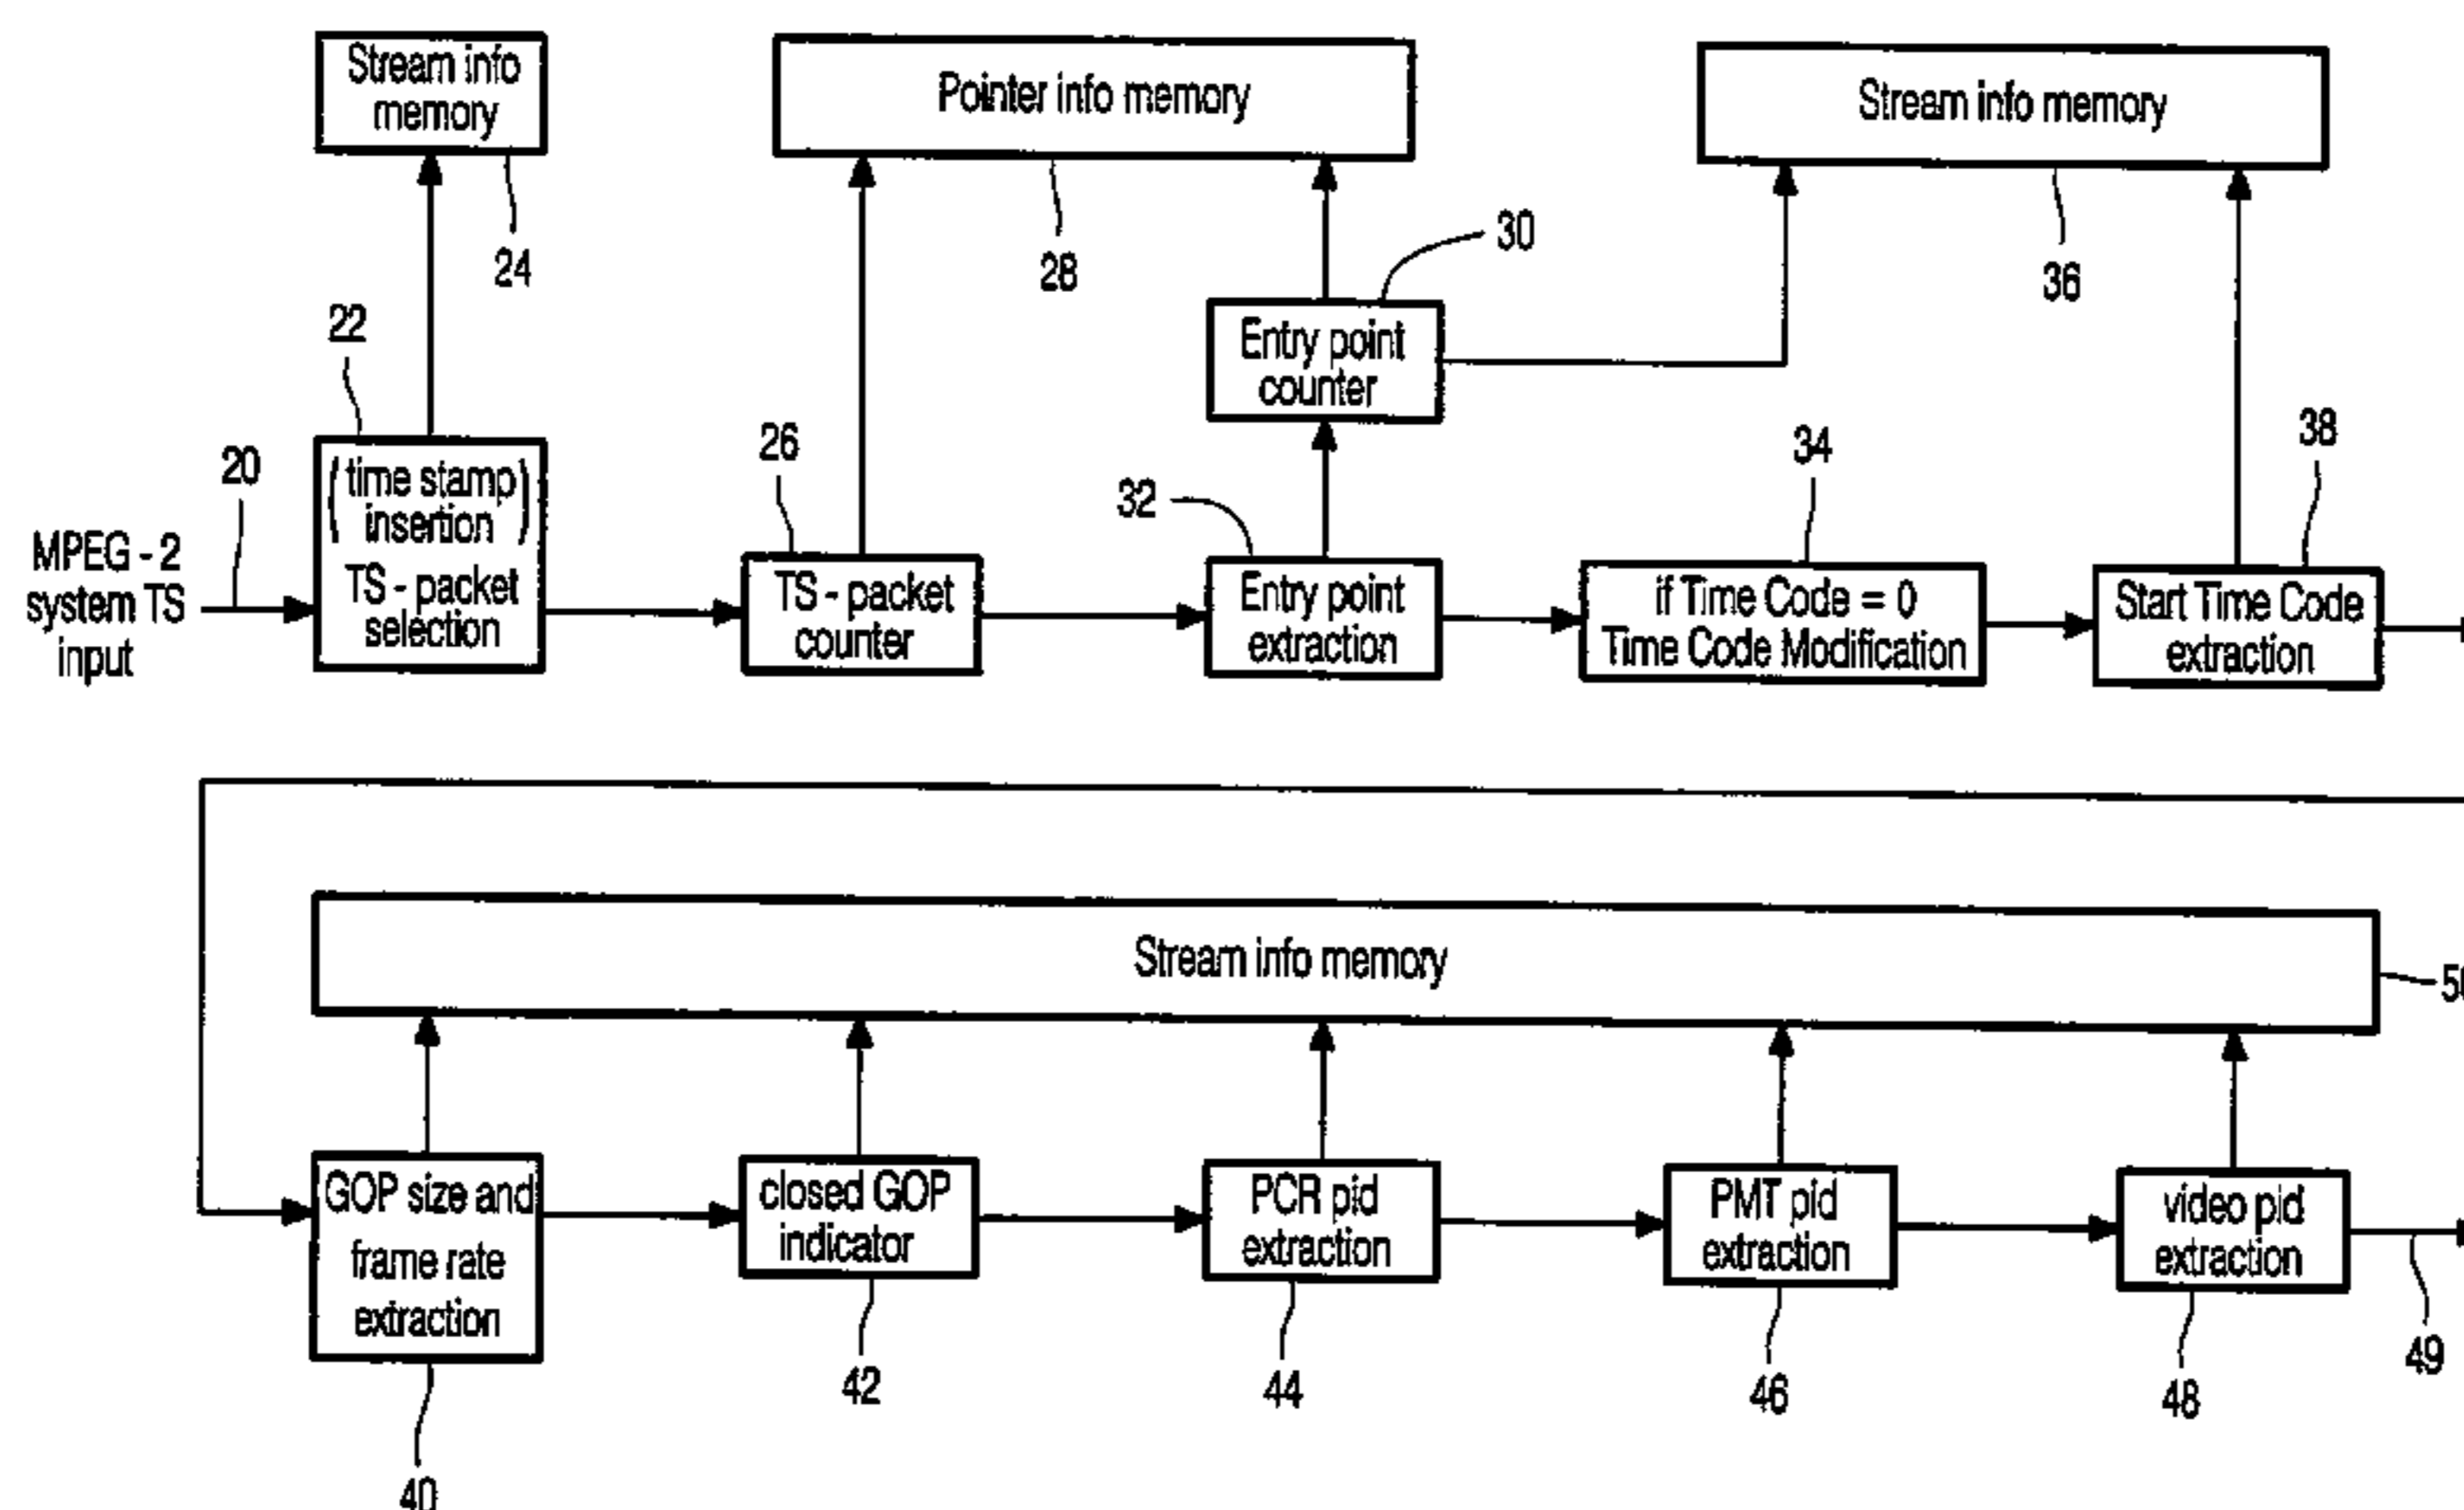 Stream info
memory
24
Pointer info memory
28
Stream info memory
36
30
Entry point
counter
22
20
MPEG - 2
system TS
input
(time stamp
insertion)
TS - packet
selection
26
TS - packet
counter
32
Entry point
extraction
34
if Time Code = 0
Time Code Modification
38
Start Time Code
extraction
Stream info memory
GOP size and
frame rate
extraction
40
closed GOP
indicator
42
PCR pid
extraction
44
PMT pid
extraction
46
video pid
extraction
48
49